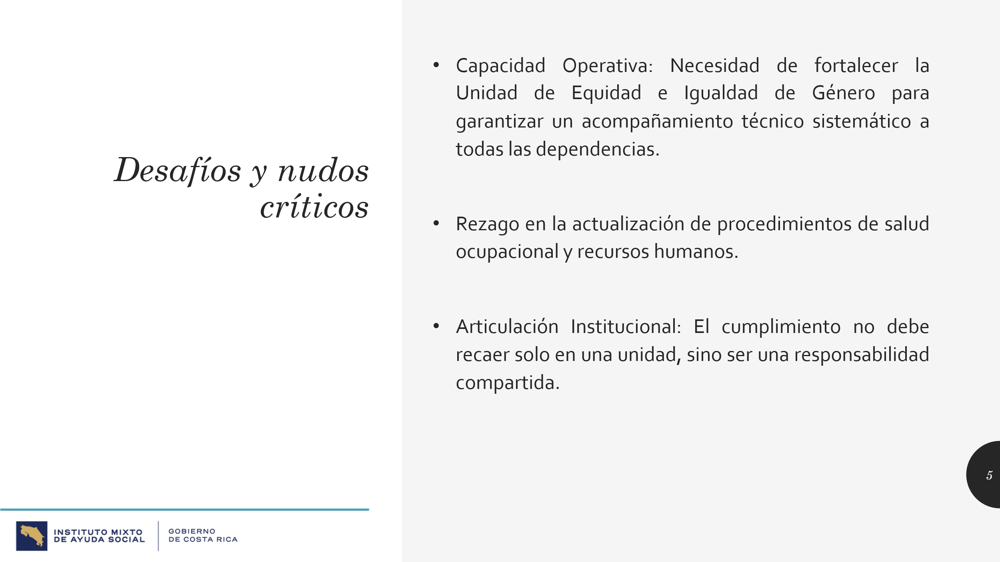 Desafíos y nudos
críticos
• Capacidad Operativa: Necesidad de fortalecer la
Unidad de Equidad e Igualdad de Género para
garantizar un acompañamiento técnico sistemático a
todas las dependencias.
• Rezago en la actualización de procedimientos de salud
ocupacional y recursos humanos.
• Articulación Institucional: El cumplimiento no debe
recaer solo en una unidad, sino ser una responsabilidad
compartida.
5
INSTITUTO MIXTO
DE AYUDA SOCIAL
GOBIERNO
DE COSTA RICA